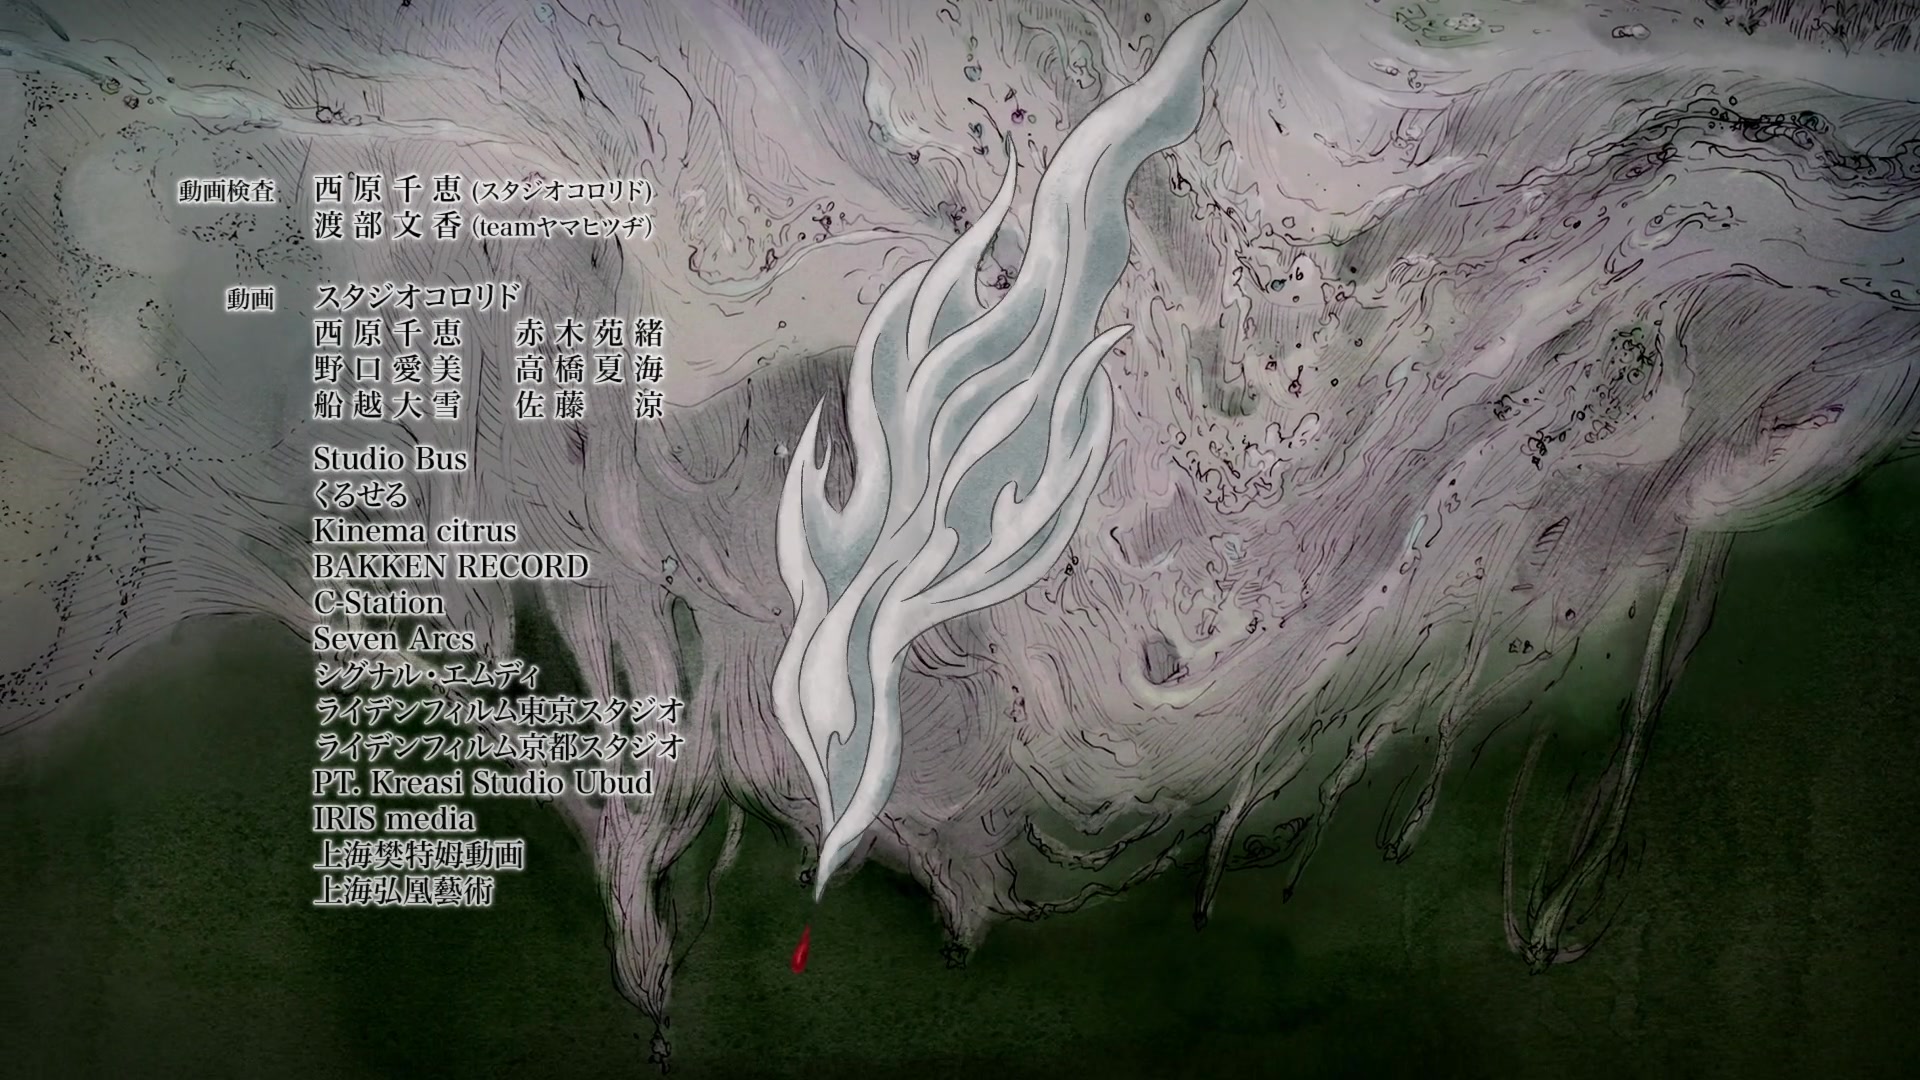 動画検査 西原千恵 (スタジオコロリド)
渡部文香 (teamヤマヒツヂ)
動画 スタジオコロリド
西原千恵 赤木苑緒
野口愛美 高橋夏海
船越大雪 佐藤 涼
Studio Bus
くるせる
Kinema citrus
BAKKEN RECORD
C-Station
Seven Arcs
シグナル・エムディ
ライデンフィルム東京スタジオ
ライデンフィルム京都スタジオ
PT. Kreasi Studio Ubud
IRIS media
上海樊特姆動画
上海弘凰藝術